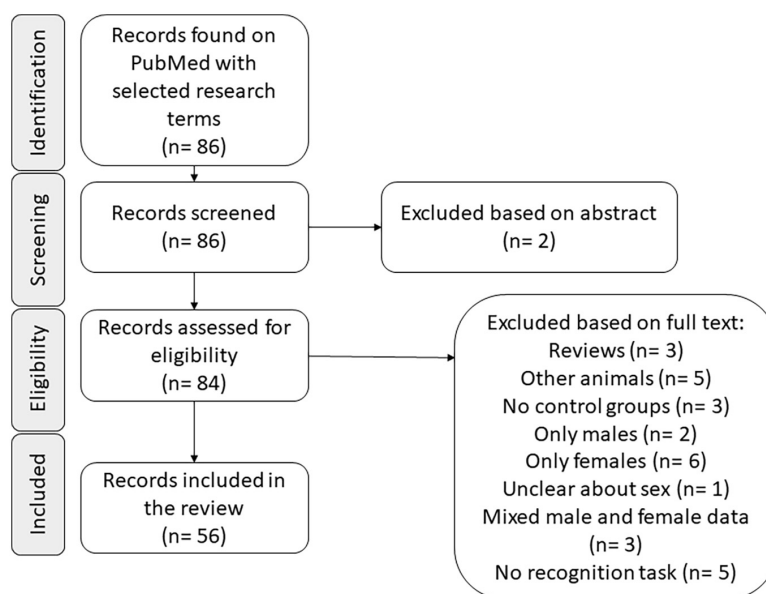 Identification
Records found on
PubMed with
selected research
terms
(n= 86)
Screening
Records screened
(n= 86)
Excluded based on abstract
(n= 2)
Eligibility
Records assessed for
eligibility
(n= 84)
Excluded based on full text:
Reviews (n= 3)
Other animals (n= 5)
No control groups (n= 3)
Only males (n= 2)
Only females (n= 6)
Unclear about sex (n= 1)
Mixed male and female data
(n= 3)
No recognition task (n= 5)
Included
Records included in
the review
(n= 56)